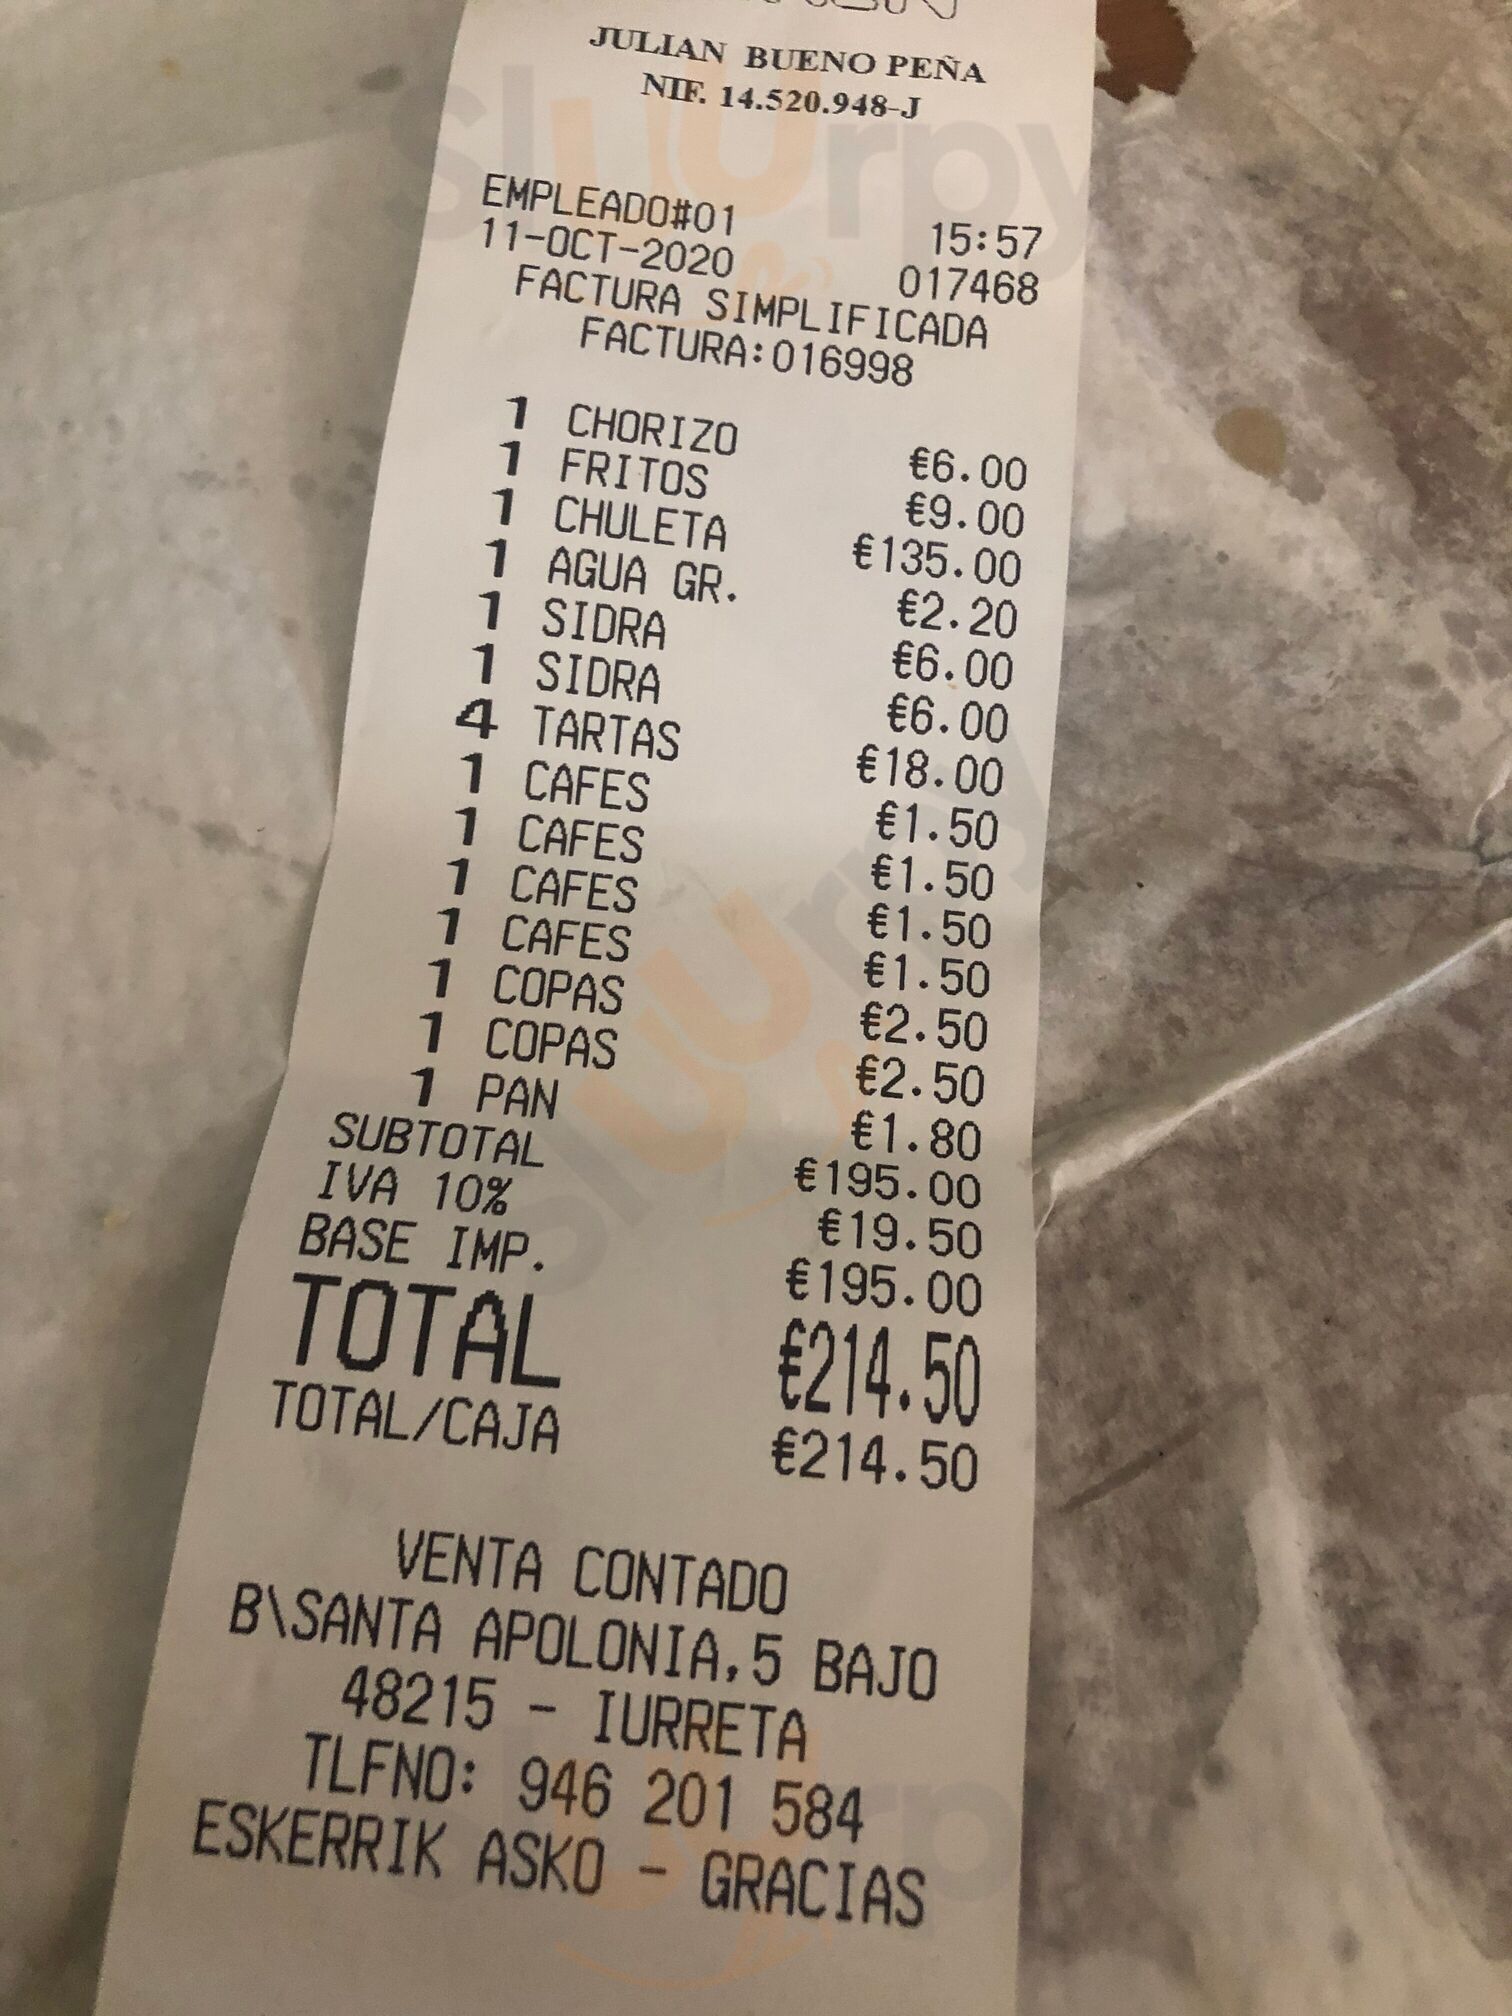 JULIAN BUENO PEÑA
NIF. 14.520.948-J
EMPLEADO#01 15:57
11-OCT-2020 017468
FACTURA SIMPLIFICADA
FACTURA:016998
1 CHORIZO €6.00
1 FRITOS €9.00
1 CHULETA €135.00
1 AGUA GR. €2.20
1 SIDRA €6.00
1 SIDRA €6.00
4 TARTAS €18.00
1 CAFES €1.50
1 CAFES €1.50
1 CAFES €1.50
1 CAFES €1.50
1 COPAS €2.50
1 COPAS €2.50
1 PAN €1.80
SUBTOTAL €195.00
IVA 10% €19.50
BASE IMP. €195.00
TOTAL €214.50
TOTAL/CAJA €214.50
VENTA CONTADO
B\SANTA APOLONIA,5 BAJO
48215 - IURRETA
TLFNO: 946 201 584
ESKERRIK ASKO - GRACIAS
sluurpy
sluurpy
sluurpy